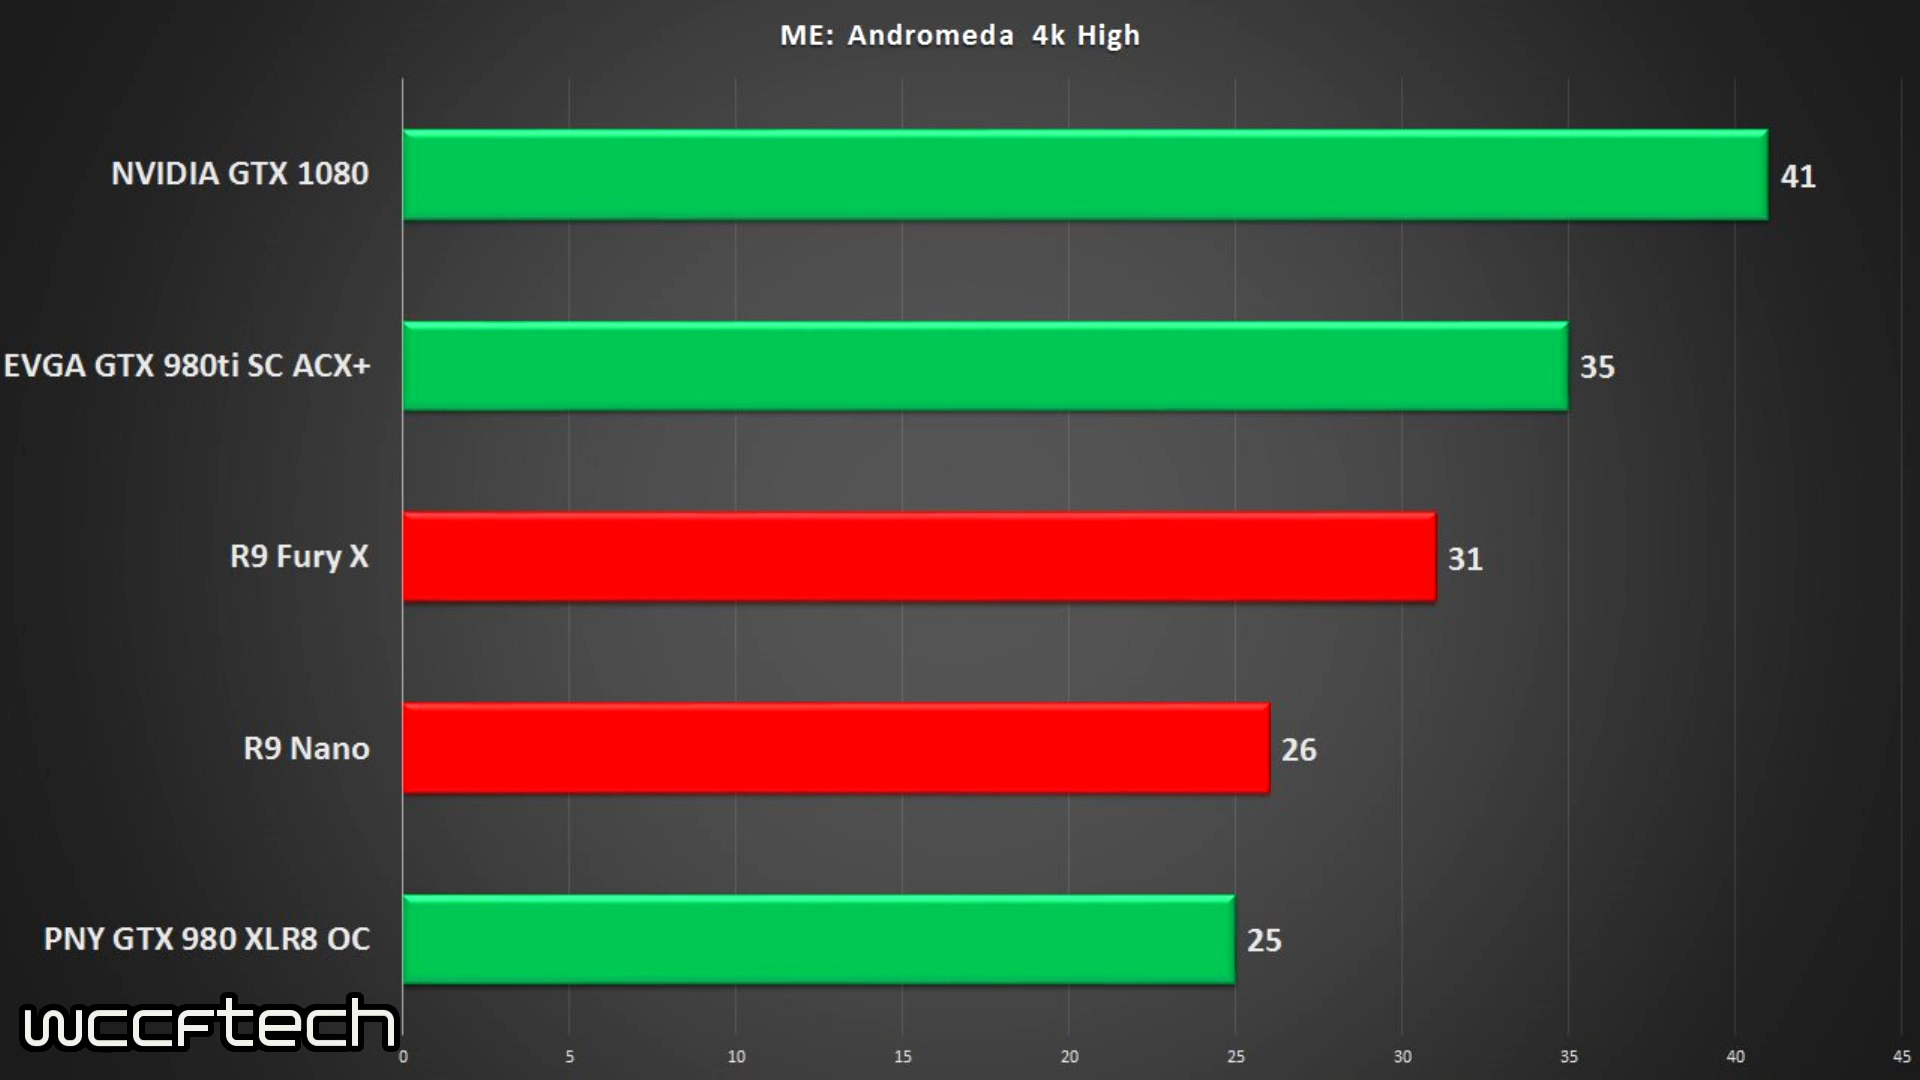 ME: Andromeda 4k High
NVIDIA GTX 1080
41
EVGA GTX 980ti SC ACX+
35
R9 Fury X
31
R9 Nano
26
PNY GTX 980 XLR8 OC
25
wccftech
0 5 10 15 20 25 30 35 40 45